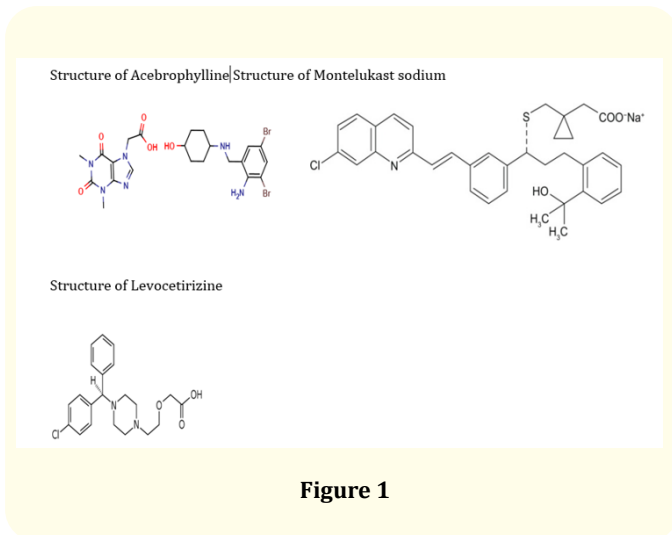 Structure of Acebrophylline|Structure of Montelukast sodium
O
OH
HO
NH
Br
N
N
O
N
N
H₂N
Br
S
COO⁻Na⁺
Cl
N
HO
H₃C
H₃C
O
Structure of Levocetirizine
H
N
O
OH
N
O
Cl
Figure 1